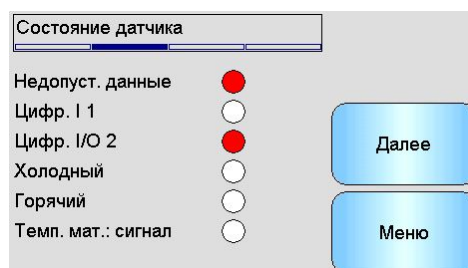 Состояние датчика
Недопуст. данные
Цифр. I 1
Цифр. I/O 2
Холодный
Горячий
Темп. мат.: сигнал
Далее
Меню